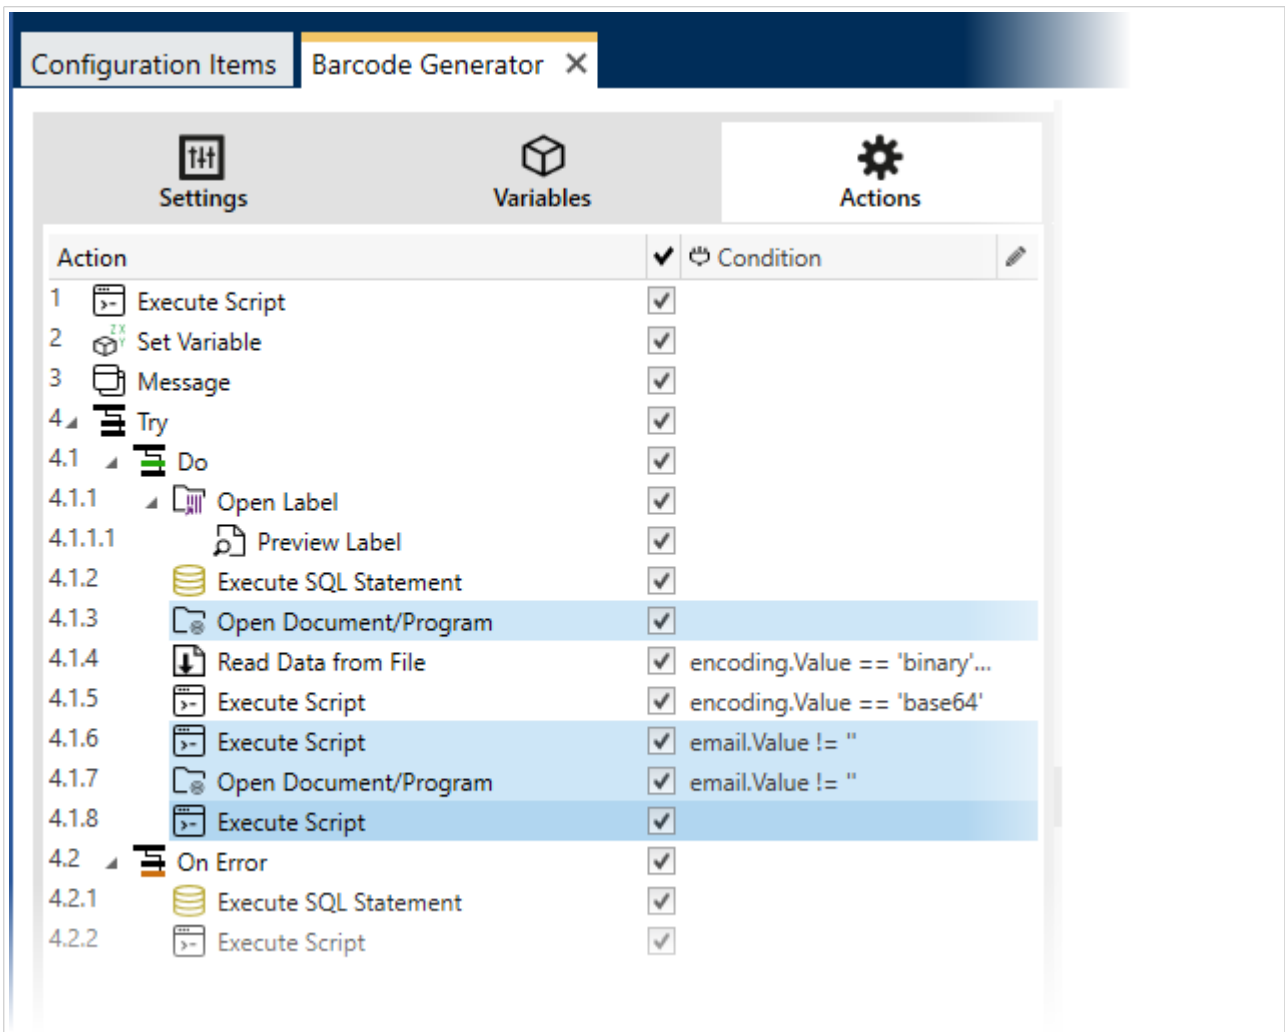 Configuration Items Barcode Generator
Settings Variables Actions
Action Condition
1 Execute Script
2 Set Variable
3 Message
4 Try
4.1 Do
4.1.1 Open Label
4.1.1.1 Preview Label
4.1.2 Execute SQL Statement
4.1.3 Open Document/Program
4.1.4 Read Data from File encoding.Value == 'binary'...
4.1.5 Execute Script encoding.Value == 'base64'
4.1.6 Execute Script email.Value != ''
4.1.7 Open Document/Program email.Value != ''
4.1.8 Execute Script
4.2 On Error
4.2.1 Execute SQL Statement
4.2.2 Execute Script